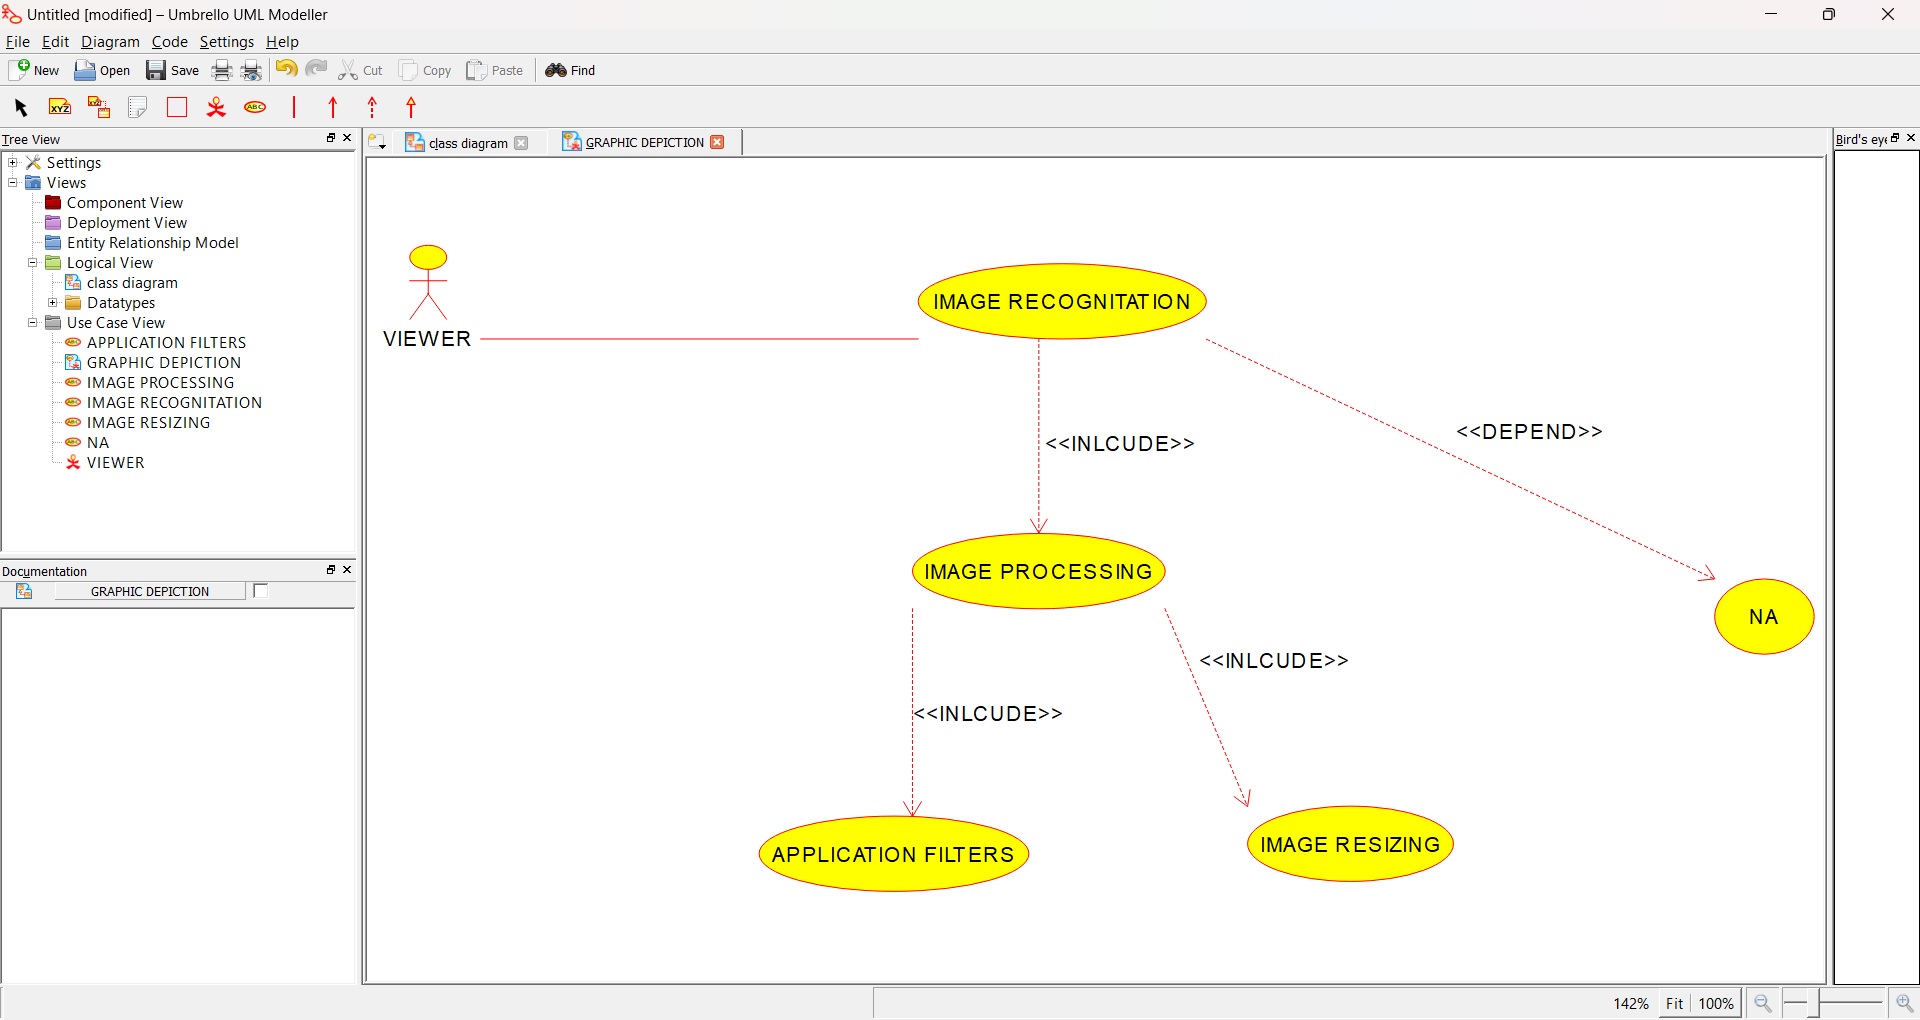 Untitled [modified] – Umbrello UML Modeller
File Edit Diagram Code Settings Help
New Open Save Cut Copy Paste Find
XYZ XYZ ABC
Tree View
Settings
Views
Component View
Deployment View
Entity Relationship Model
Logical View
class diagram
Datatypes
Use Case View
APPLICATION FILTERS
GRAPHIC DEPICTION
IMAGE PROCESSING
IMAGE RECOGNITATION
IMAGE RESIZING
NA
VIEWER
Documentation
GRAPHIC DEPICTION
class diagram GRAPHIC DEPICTION
IMAGE RECOGNITATION
VIEWER
<<DEPEND>>
<<INLCUDE>>
IMAGE PROCESSING
NA
<<INLCUDE>>
<<INLCUDE>>
IMAGE RESIZING
APPLICATION FILTERS
Bird's eye
142% Fit 100%